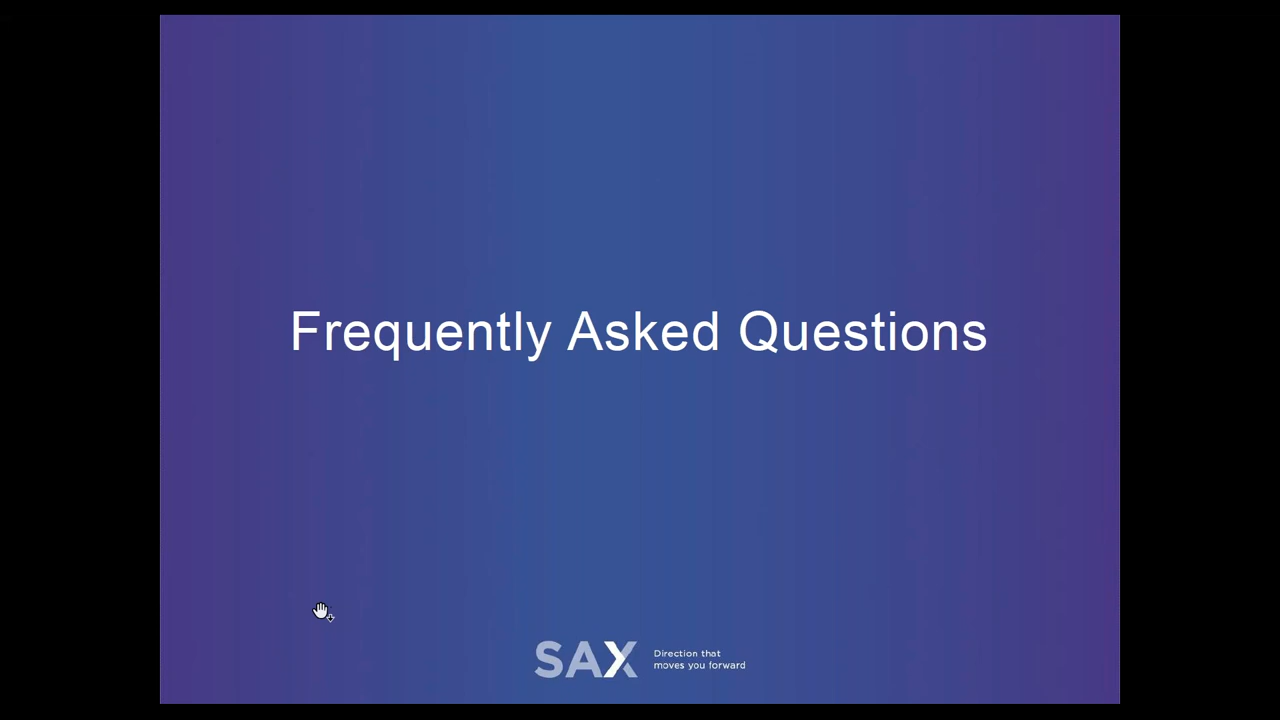 Frequently Asked Questions
SAX
Direction that
moves you forward